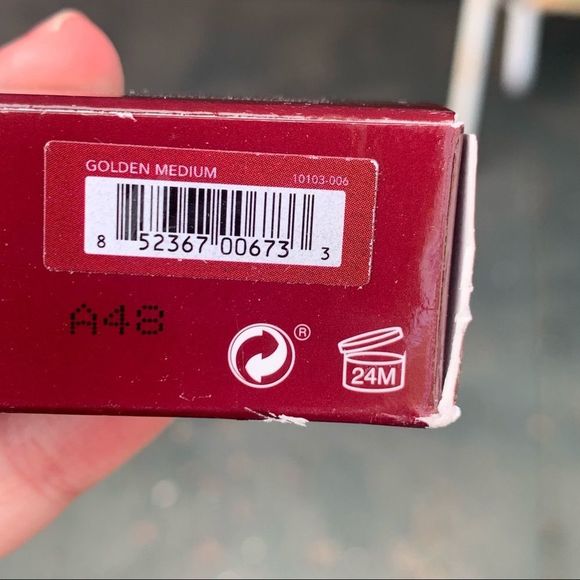 GOLDEN MEDIUM 10103-006
8 52367 00673 3
A48
®
24M